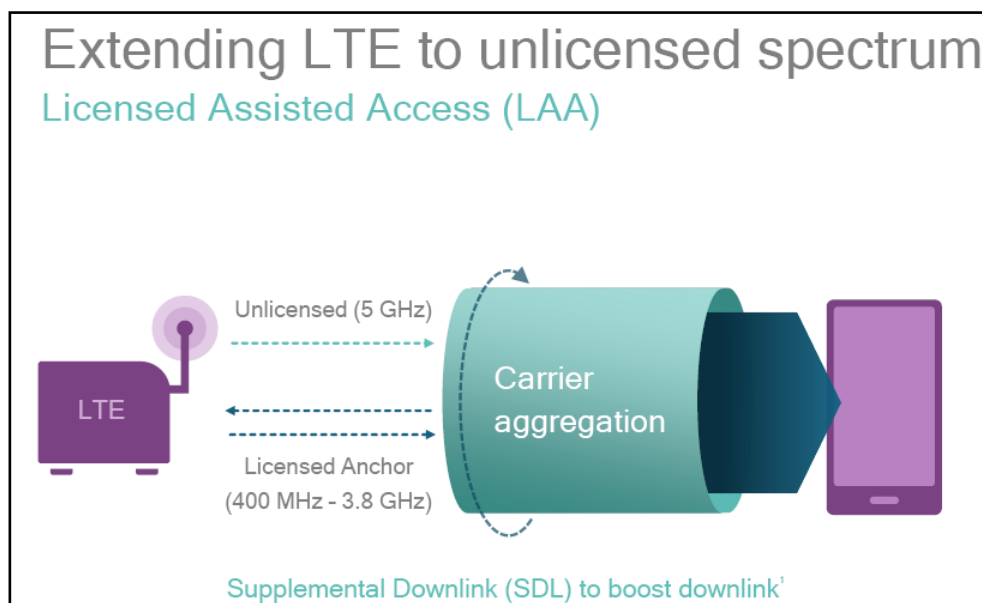 Extending LTE to unlicensed spectrum
Licensed Assisted Access (LAA)
Unlicensed (5 GHz)
LTE
Carrier
aggregation
Licensed Anchor
(400 MHz - 3.8 GHz)
Supplemental Downlink (SDL) to boost downlink¹